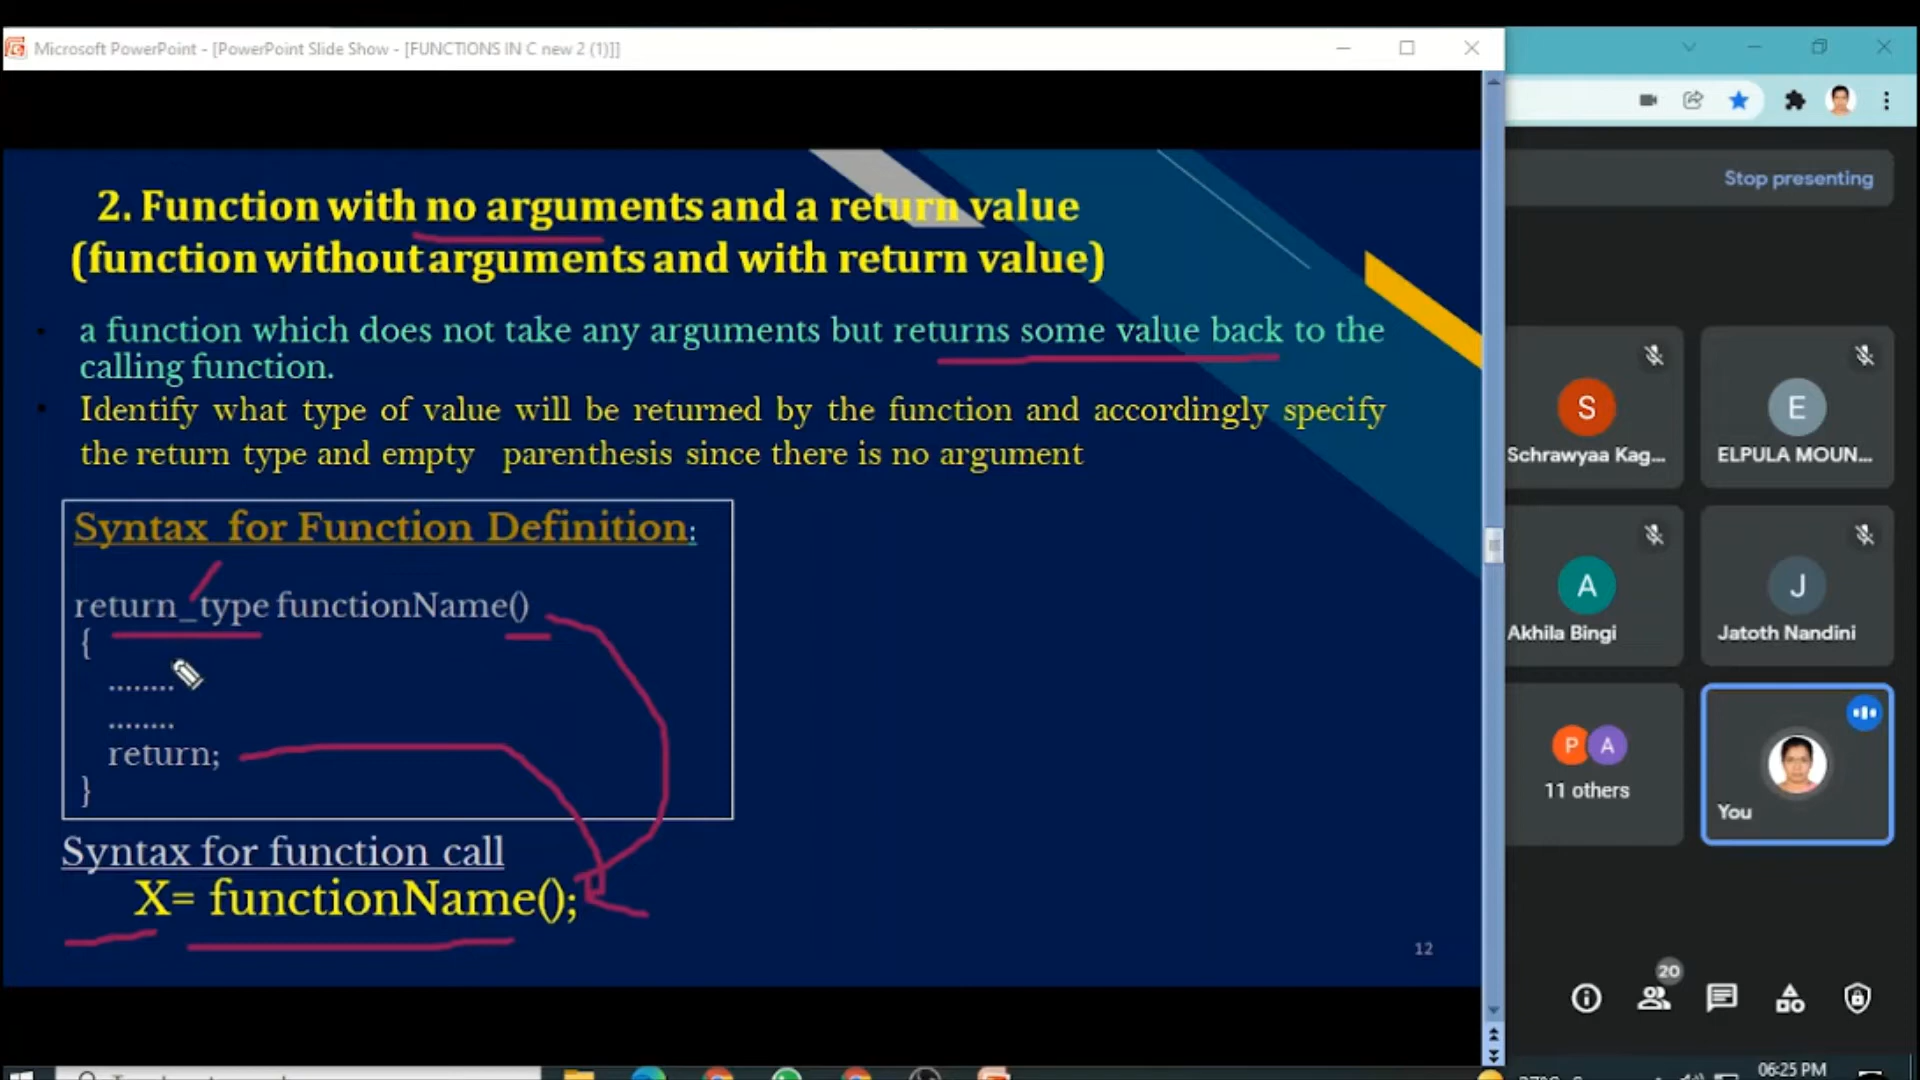 Microsoft PowerPoint - [PowerPoint Slide Show - [FUNCTIONS IN C new 2 (1)]]
Stop presenting
2. Function with no arguments and a return value
(function without arguments and with return value)
a function which does not take any arguments but returns some value back to the
calling function.
Identify what type of value will be returned by the function and accordingly specify
the return type and empty parenthesis since there is no argument
Syntax for Function Definition:
return_type functionName()
{
........
........
return;
}
Syntax for function call
X= functionName();
12
S
Schrawyaa Kag...
E
ELPULA MOUN...
A
Akhila Bingi
J
Jatoth Nandini
P A
11 others
You
20
06:25 PM